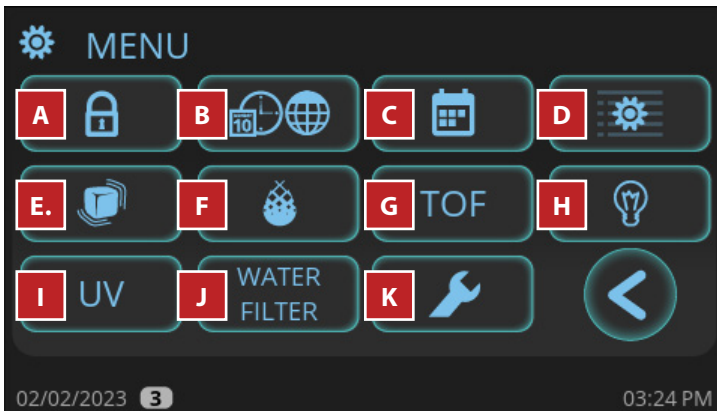 MENU
A B 10 C D
E. F G TOF H
I UV J WATER FILTER K
02/02/2023 3 03:24 PM